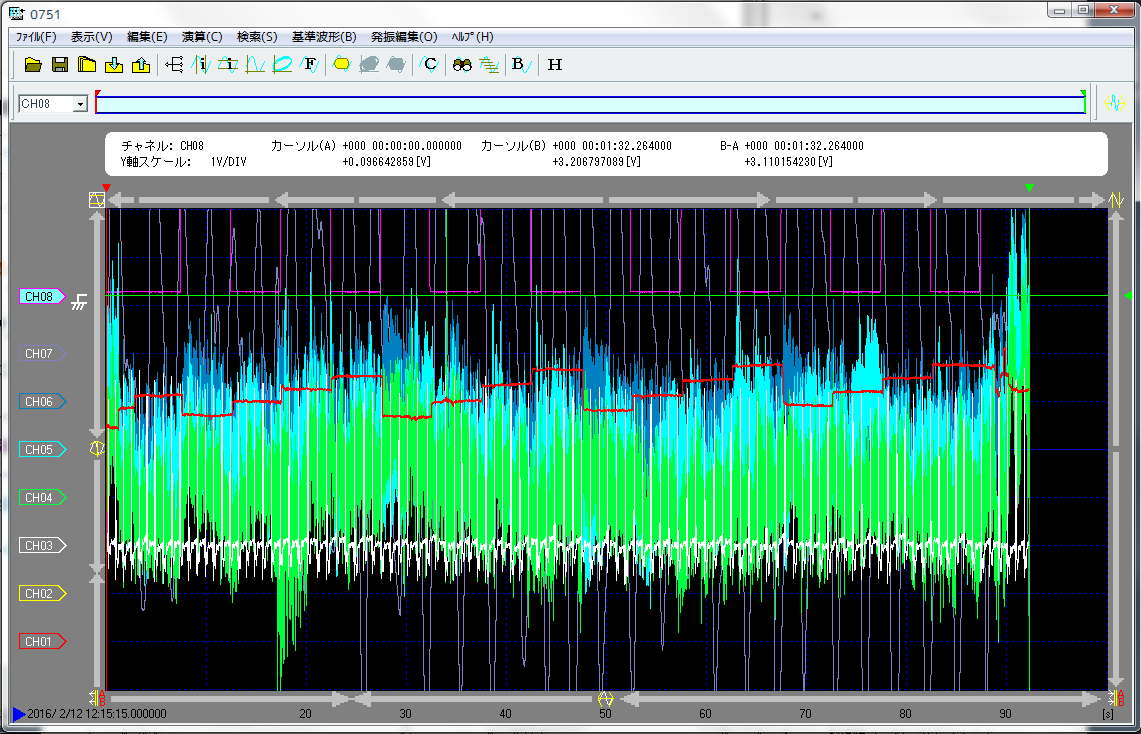 0751
ファイル(F) 表示(V) 編集(E) 演算(C) 検索(S) 基準波形(B) 発振編集(O) ヘルプ(H)
i i F C B H
CH08
チャネル: CH08 カーソル(A) +000 00:00:00.000000 カーソル(B) +000 00:01:32.264000 B-A +000 00:01:32.264000
Y軸スケール: 1V/DIV +0.096642859[V] +3.206797089[V] +3.110154230[V]
CH08
CH07
CH06
CH05
CH04
CH03
CH02
CH01
A
B
A
B
2016/ 2/12 12:15:15.000000 20 30 40 50 60 70 80 90 [s]